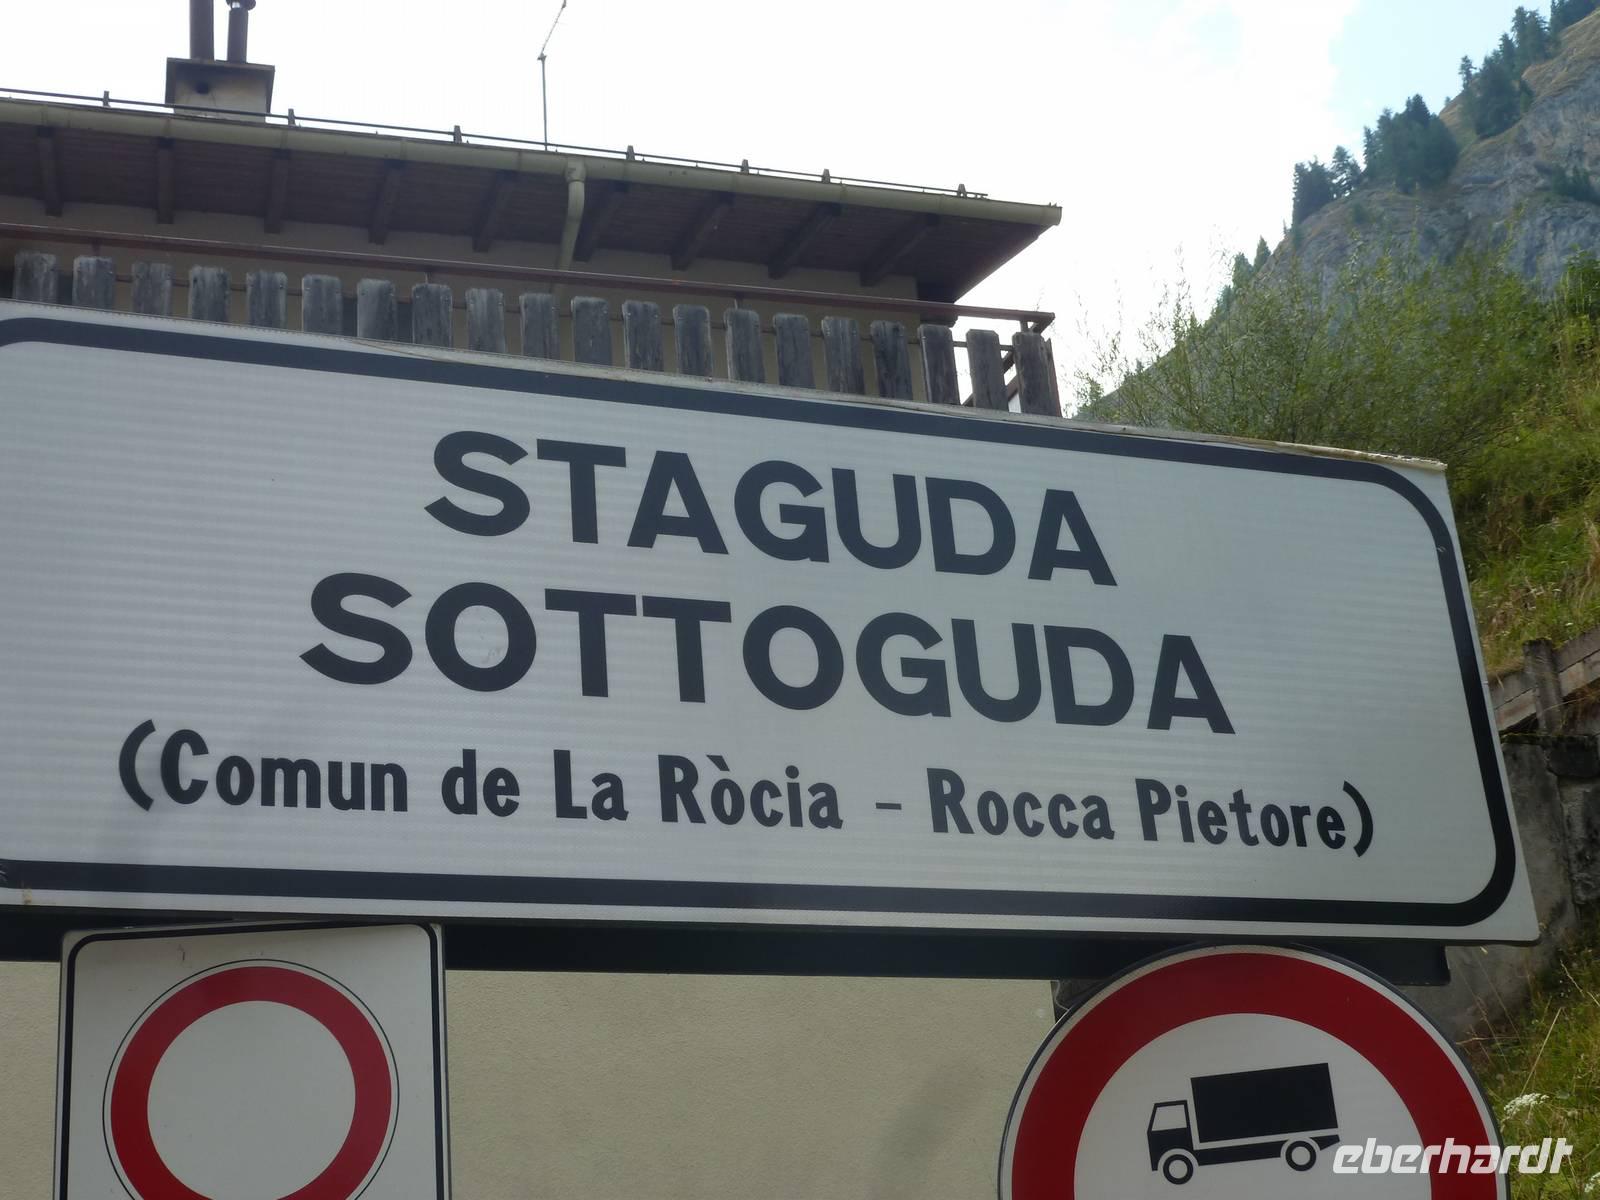 STAGUDA
SOTTOGUDA
(Comun de La Ròcia - Rocca Pietore)
eberhardt